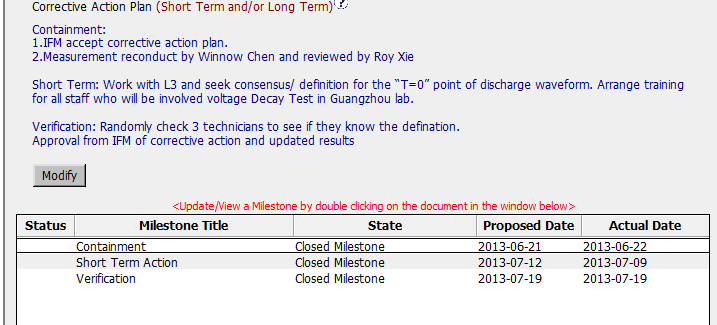 Corrective Action Plan (Short Term and/or Long Term)?
Containment:
1.IFM accept corrective action plan.
2.Measurement reconduct by Winnow Chen and reviewed by Roy Xie
Short Term: Work with L3 and seek consensus/ definition for the “T=0” point of discharge waveform. Arrange training
for all staff who will be involved voltage Decay Test in Guangzhou lab.
Verification: Randomly check 3 technicians to see if they know the defination.
Approval from IFM of corrective action and updated results
Modify
<Update/View a Milestone by double clicking on the document in the window below>
Status Milestone Title State Proposed Date Actual Date
Containment Closed Milestone 2013-06-21 2013-06-22
Short Term Action Closed Milestone 2013-07-12 2013-07-09
Verification Closed Milestone 2013-07-19 2013-07-19